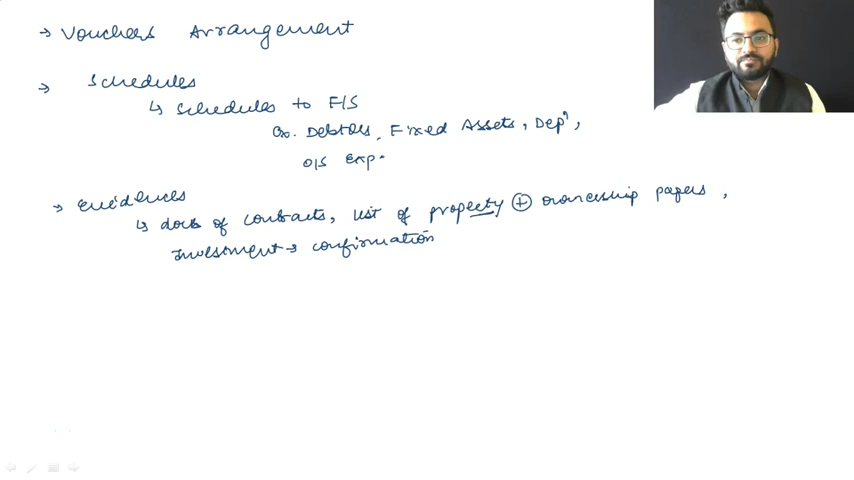 → Vouchers Arrangement
→ Schedules
↳ schedules to F/S
Ex. Debtors, Fixed Assets, Depⁿ,
O/S Exp.
→ Evidences
↳ docs of contracts, list of property ⊕ ownership papers,
Investment → confirmation